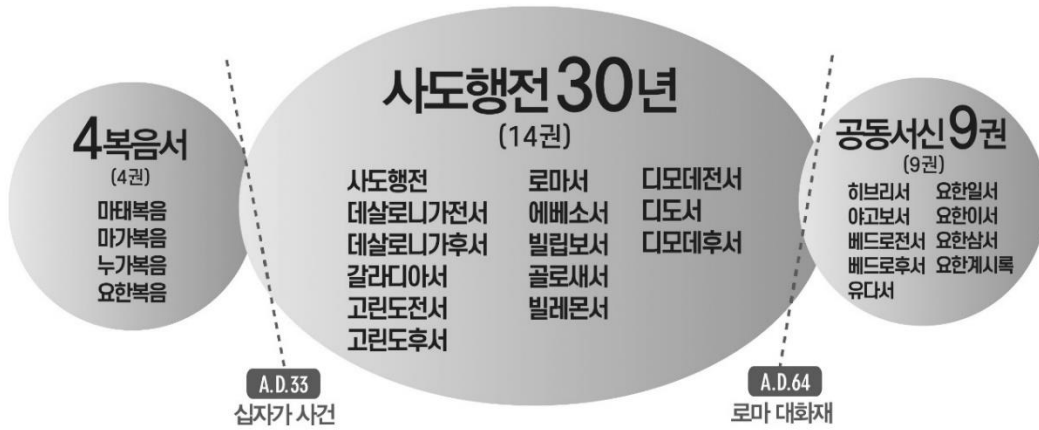 4복음서
(4권)
마태복음
마가복음
누가복음
요한복음
사도행전 30년
(14권)
사도행전
데살로니가전서
데살로니가후서
갈라디아서
고린도전서
고린도후서
로마서
에베소서
빌립보서
골로새서
빌레몬서
디모데전서
디도서
디모데후서
공동서신 9권
(9권)
히브리서
야고보서
베드로전서
베드로후서
유다서
요한일서
요한이서
요한삼서
요한계시록
A.D.33
십자가 사건
A.D.64
로마 대화재